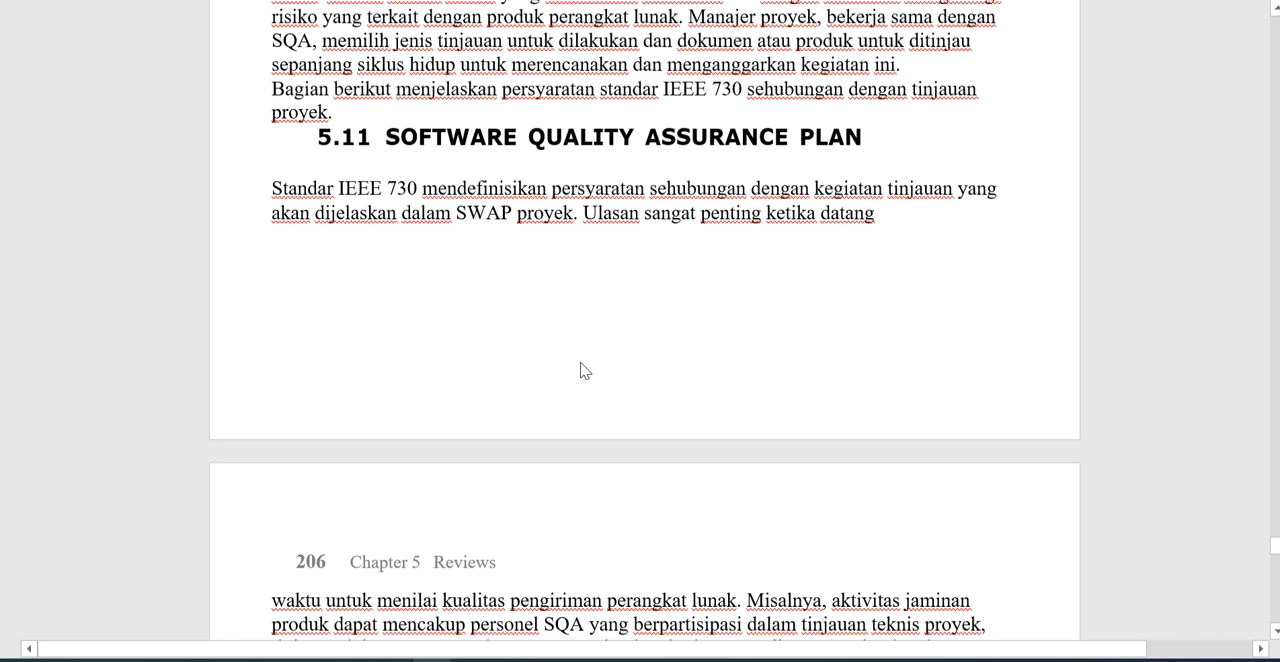 risiko yang terkait dengan produk perangkat lunak. Manajer proyek, bekerja sama dengan
SQA, memilih jenis tinjauan untuk dilakukan dan dokumen atau produk untuk ditinjau
sepanjang siklus hidup untuk merencanakan dan menganggarkan kegiatan ini.
Bagian berikut menjelaskan persyaratan standar IEEE 730 sehubungan dengan tinjauan
proyek.
5.11 SOFTWARE QUALITY ASSURANCE PLAN
Standar IEEE 730 mendefinisikan persyaratan sehubungan dengan kegiatan tinjauan yang
akan dijelaskan dalam SWAP proyek. Ulasan sangat penting ketika datang
206 Chapter 5 Reviews
waktu untuk menilai kualitas pengiriman perangkat lunak. Misalnya, aktivitas jaminan
produk dapat mencakup personel SQA yang berpartisipasi dalam tinjauan teknis proyek,